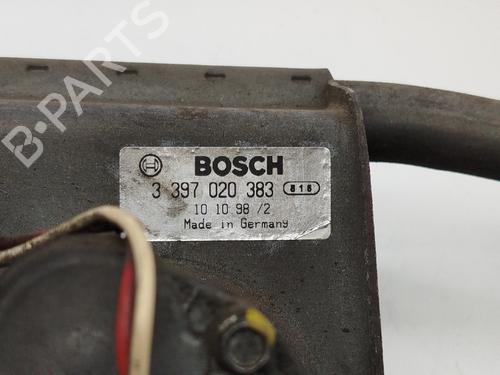 B-PARTS
BOSCH
3 397 020 383 818
10 10 98 /2
Made in Germany